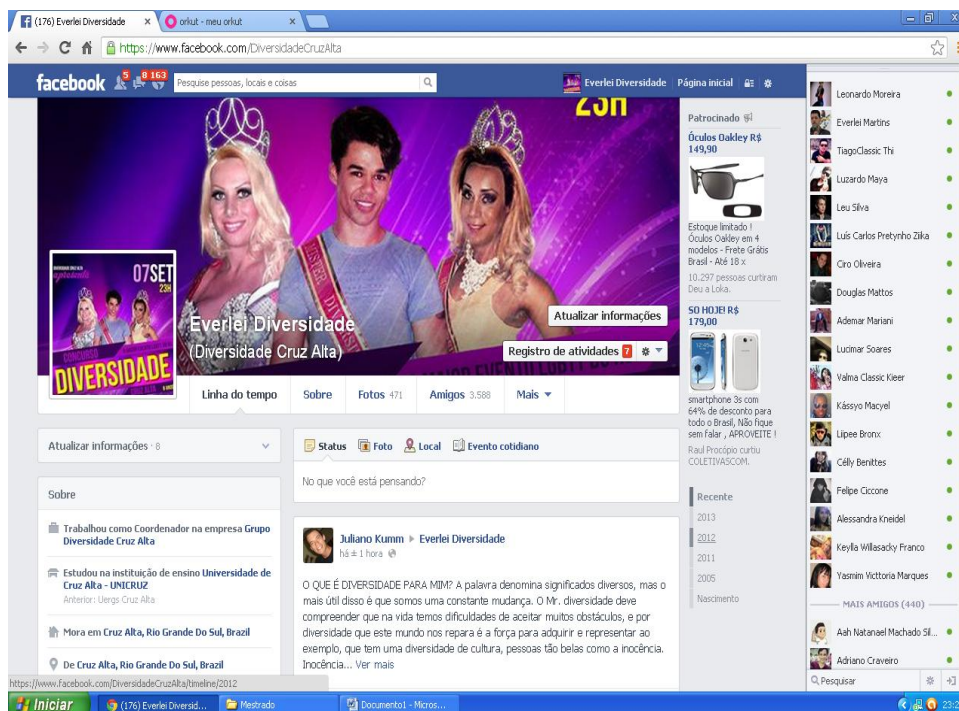 (176) Everlei Diversidade
orkut - meu orkut
https://www.facebook.com/DiversidadeCruzAlta
facebook
5
8 163
Pesquise pessoas, locais e coisas
Everlei Diversidade
Página inicial
23H
DIVERSIDADE CRUZ ALTA
apresenta
07SET
23H
CONCURSO
DIVERSIDADE
Everlei Diversidade
(Diversidade Cruz Alta)
Atualizar informações
Registro de atividades 7
Linha do tempo
Sobre
Fotos 471
Amigos 3.588
Mais
Atualizar informações · 8
Sobre
Trabalhou como Coordenador na empresa Grupo
Diversidade Cruz Alta
Estudou na instituição de ensino Universidade de
Cruz Alta - UNICRUZ
Anterior: Uergs Cruz Alta
Mora em Cruz Alta, Rio Grande Do Sul, Brazil
De Cruz Alta, Rio Grande Do Sul, Brazil
Status
Foto
Local
Evento cotidiano
No que você está pensando?
Juliano Kumm
Everlei Diversidade
há ± 1 hora
O QUE É DIVERSIDADE PARA MIM? A palavra denomina significados diversos, mas o
mais útil disso é que somos uma constante mudança. O Mr. diversidade deve
compreender que na vida temos dificuldades de aceitar muitos obstáculos, e por
diversidade que este mundo nos repara é a força para adquirir e representar ao
exemplo, que tem uma diversidade de cultura, pessoas tão belas como a inocência.
Inocência... Ver mais
Patrocinado
Óculos Oakley R$
149,90
Estoque limitado !
Óculos Oakley em 4
modelos - Frete Grátis
Brasil - Até 18 x
10.297 pessoas curtiram
Deu a Loka.
SO HOJE! R$
179,00
smartphone 3s com
64% de desconto para
todo o Brasil, Não fique
sem falar , APROVEITE !
Raul Procópio curtiu
COLETIVASCOM.
Recente
2013
2012
2011
2005
Nascimento
Leonardo Moreira
Everlei Martins
TiagoClassic Thi
Luzardo Maya
Leu Silva
Luís Carlos Pretynho Ziika
Ciro Oliveira
Douglas Mattos
Ademar Mariani
Lucimar Soares
Valma Classic Kieer
Kássyo Macyel
Liipee Bronx
Célly Benittes
Felipe Ciccone
Alessandra Kneidel
Keylla Willasacky Franco
Yasmim Victtoria Marques
MAIS AMIGOS (440)
Aah Natanael Machado Sil...
Adriano Craveiro
Pesquisar
https://www.facebook.com/DiversidadeCruzAlta/timeline/2012
Iniciar
(176) Everlei Diversid...
Mestrado
Documento1 - Micros...